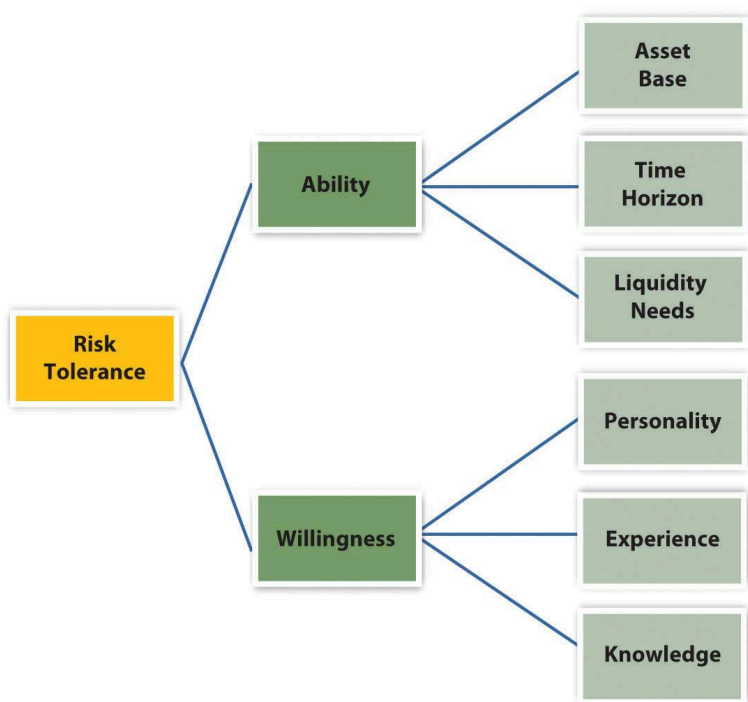 Asset
Base
Ability
Time
Horizon
Liquidity
Needs
Risk
Tolerance
Personality
Willingness
Experience
Knowledge